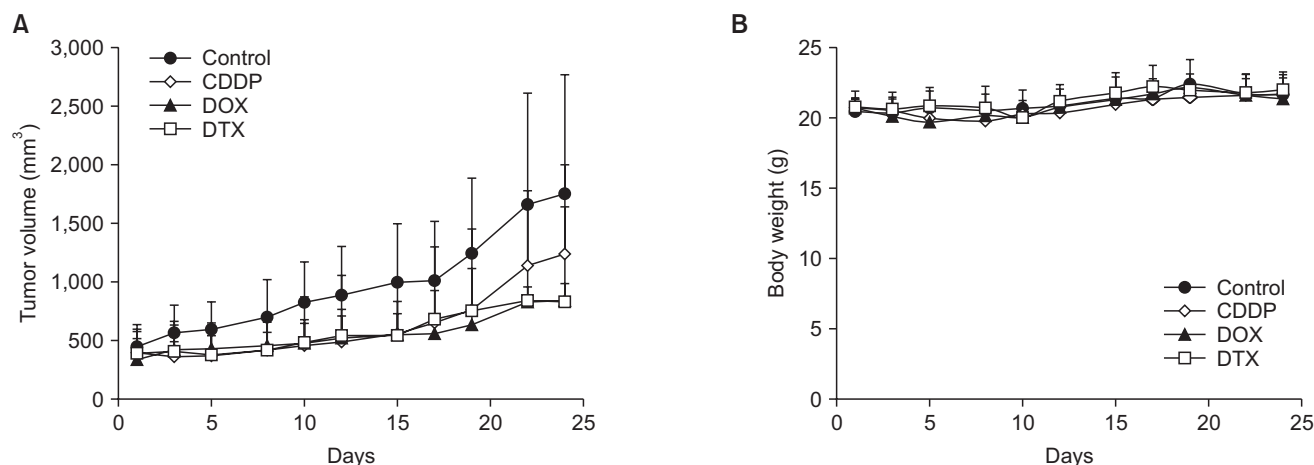 A
Tumor volume (mm³)
3,000
2,500
2,000
1,500
1,000
500
0
0 5 10 15 20 25
Days
Control
CDDP
DOX
DTX
B
Body weight (g)
25
20
15
10
5
0
0 5 10 15 20 25
Days
Control
CDDP
DOX
DTX